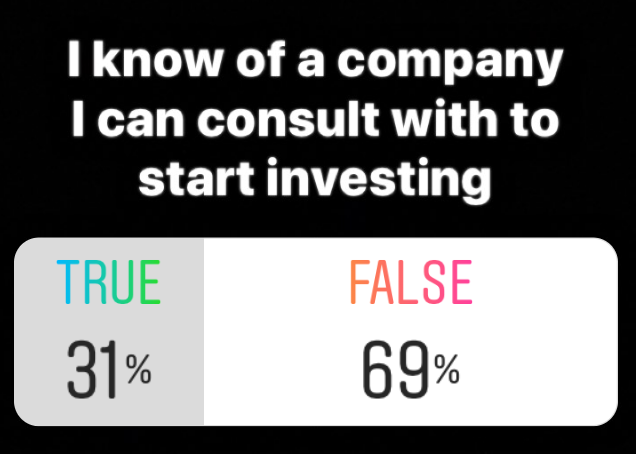 I know of a company
I can consult with to
start investing
TRUE FALSE
31% 69%